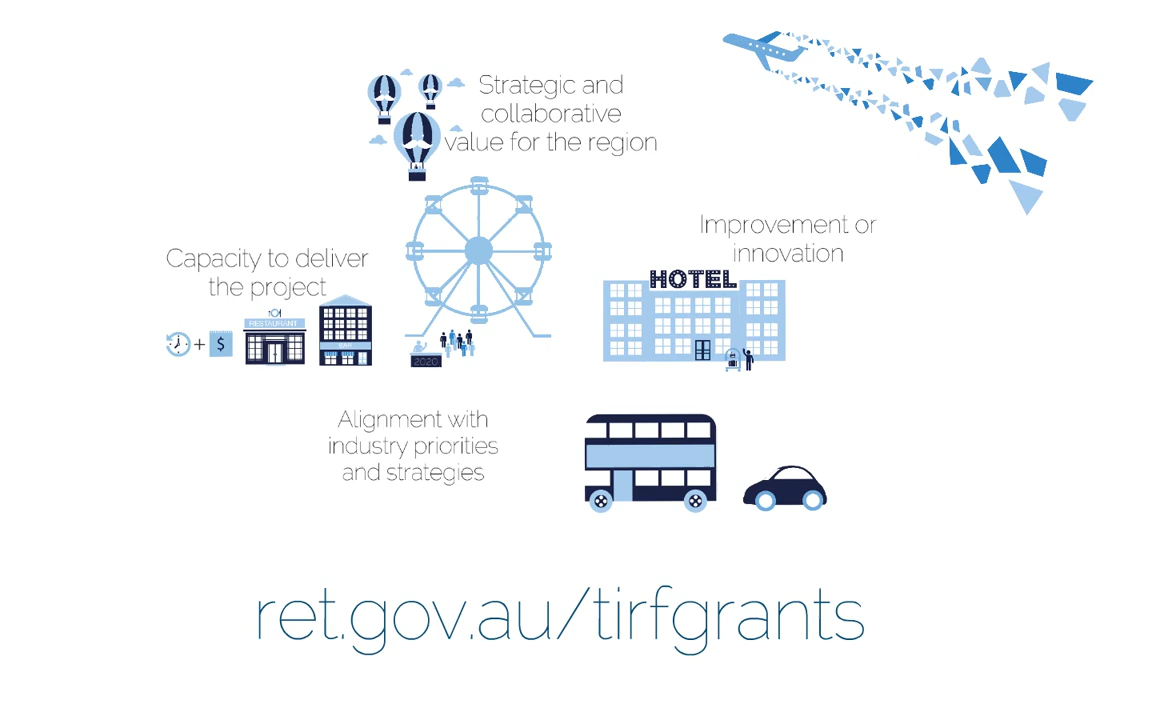 Strategic and
collaborative
value for the region
Improvement or
innovation
Capacity to deliver
the project
HOTEL
RESTAURANT
$
BAR
2020
Alignment with
industry priorities
and strategies
ret.gov.au/tirfgrants